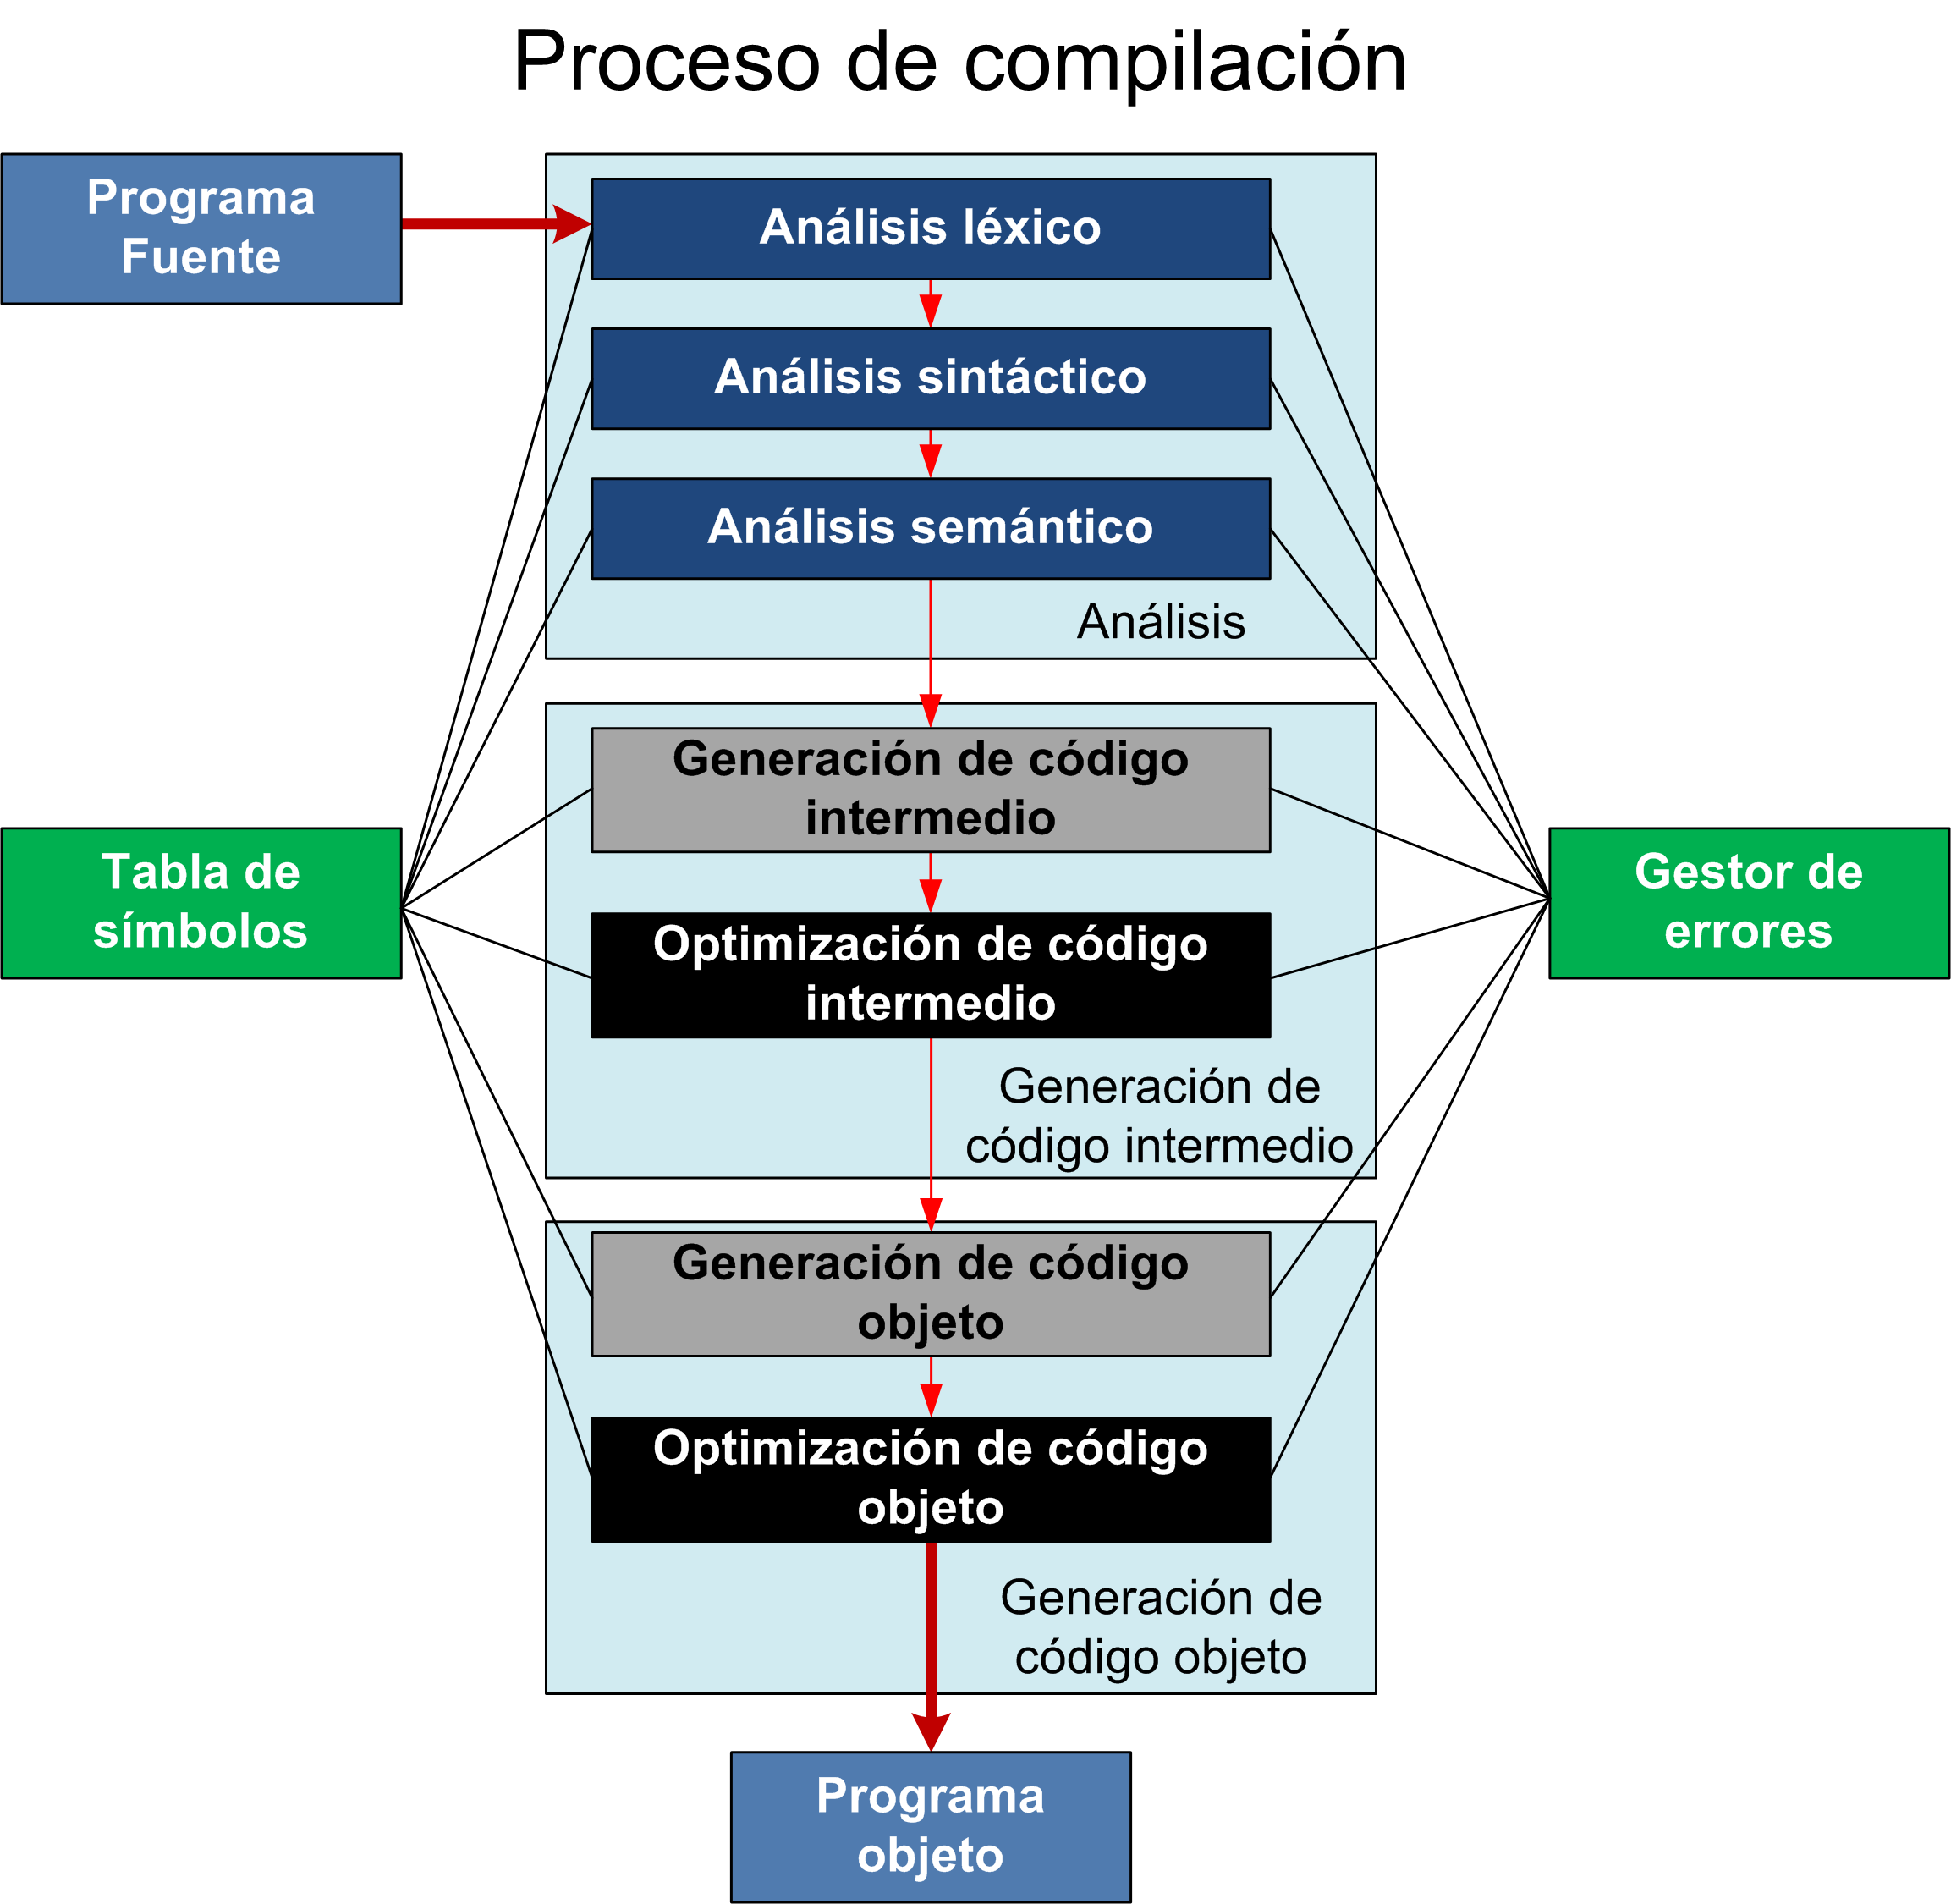 Proceso de compilación
Programa
Fuente
Análisis léxico
Análisis sintáctico
Análisis semántico
Análisis
Generación de código
intermedio
Tabla de
símbolos
Gestor de
errores
Optimización de código
intermedio
Generación de
código intermedio
Generación de código
objeto
Optimización de código
objeto
Generación de
código objeto
Programa
objeto